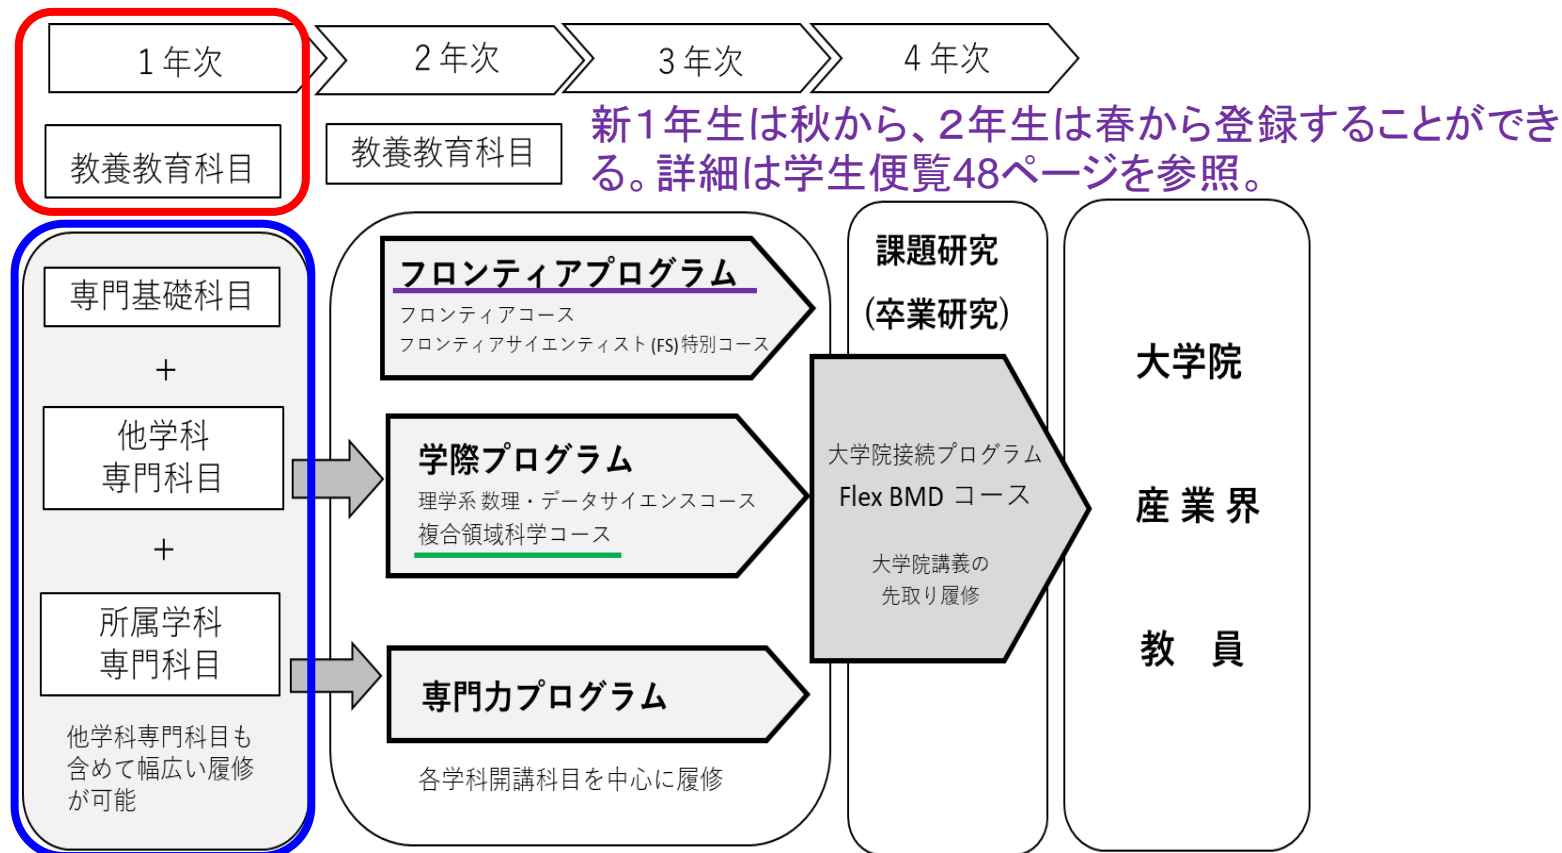 1年次
2年次
3年次
4年次
教養教育科目
教養教育科目
新1年生は秋から、2年生は春から登録することができ
る。詳細は学生便覧48ページを参照。
専門基礎科目
+
他学科
専門科目
+
所属学科
専門科目
他学科専門科目も
含めて幅広い履修
が可能
フロンティアプログラム
フロンティアコース
フロンティアサイエンティスト(FS)特別コース
学際プログラム
理学系 数理・データサイエンスコース
複合領域科学コース
専門力プログラム
各学科開講科目を中心に履修
課題研究
(卒業研究)
大学院接続プログラム
Flex BMD コース
大学院講義の
先取り履修
大学院
産業界
教 員